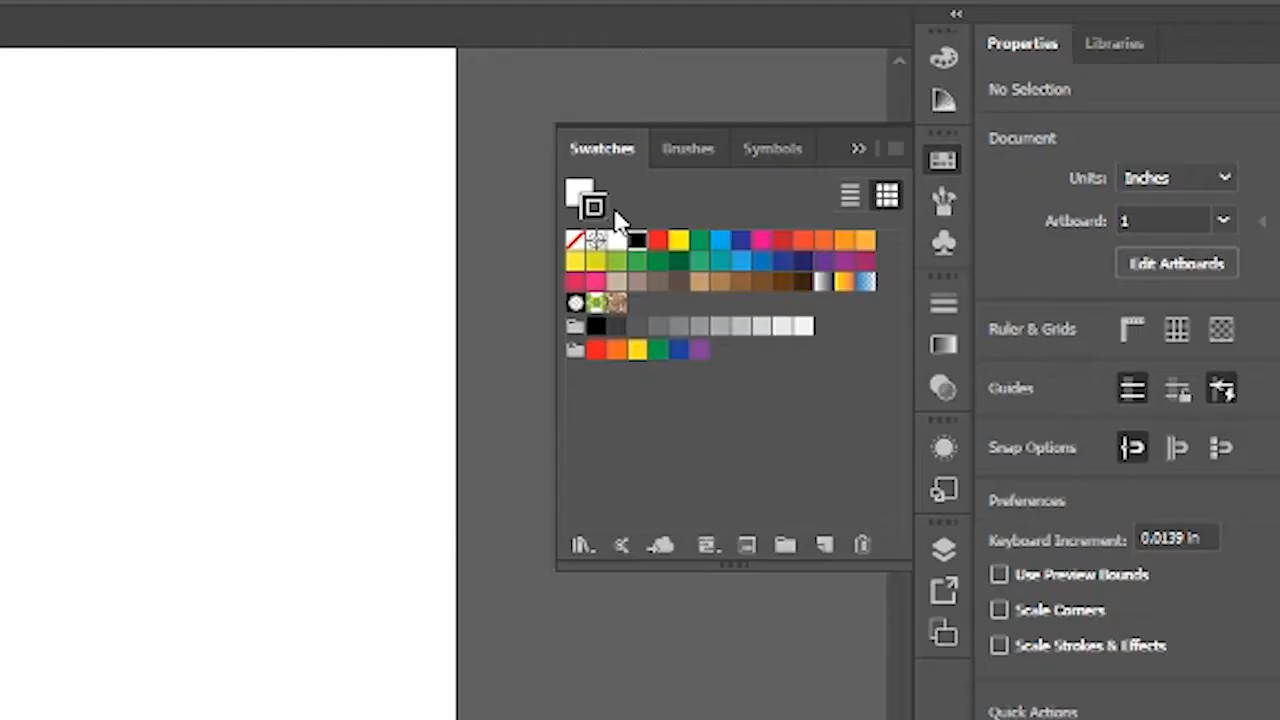 Properties
Libraries
No Selection
Document
Swatches
Brushes
Symbols
Units:
Inches
Artboard:
1
Edit Artboards
Ruler & Grids
Guides
Snap Options
Preferences
Keyboard Increment:
0.0139 in
Use Preview Bounds
Scale Corners
Scale Strokes & Effects
Quick Actions